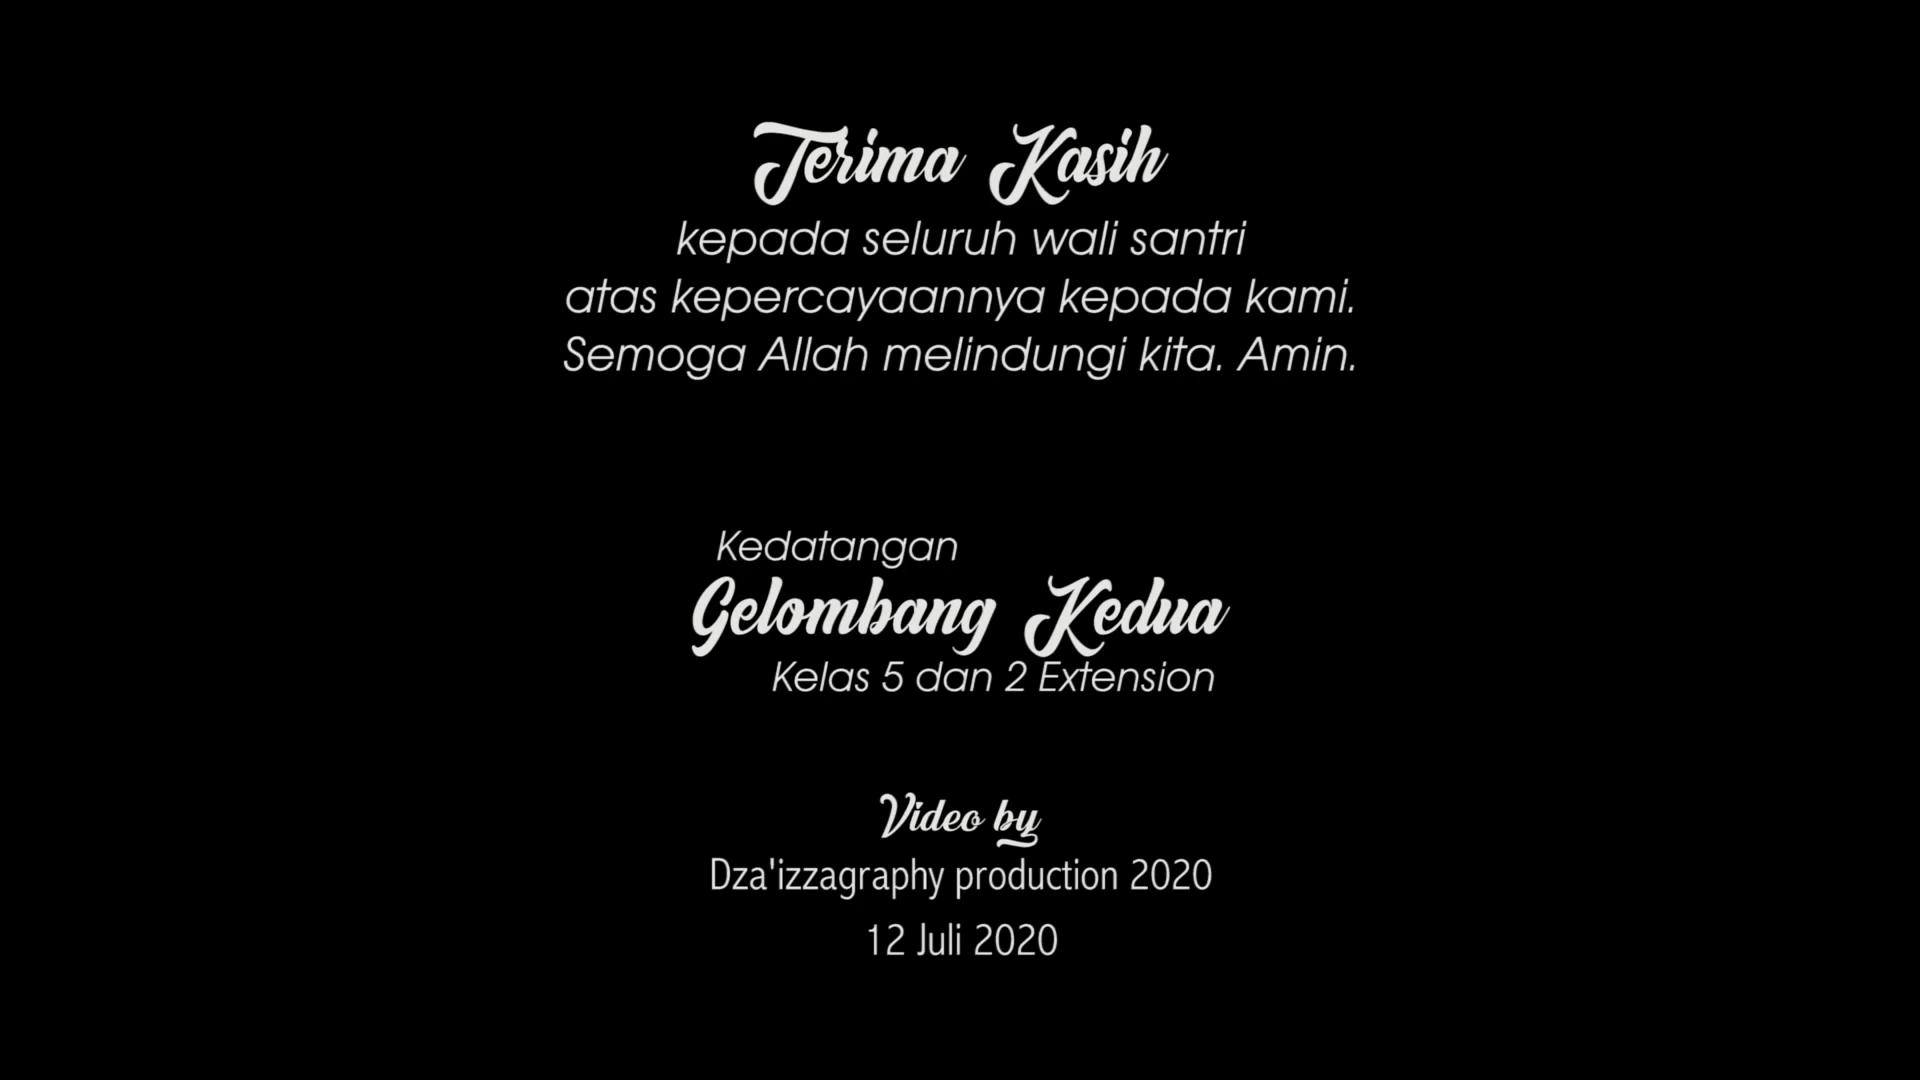 Terima Kasih
kepada seluruh wali santri
atas kepercayaannya kepada kami.
Semoga Allah melindungi kita. Amin.
Kedatangan
Gelombang Kedua
Kelas 5 dan 2 Extension
Video by
Dza'izzagraphy production 2020
12 Juli 2020